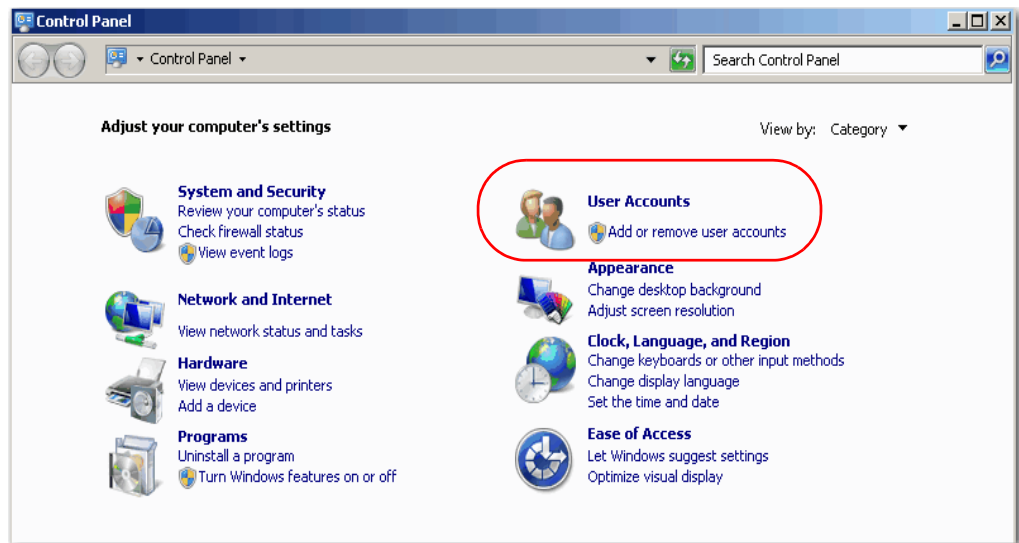 Control Panel
Control Panel
Search Control Panel
Adjust your computer's settings
View by: Category
System and Security
Review your computer's status
Check firewall status
View event logs
Network and Internet
View network status and tasks
Hardware
View devices and printers
Add a device
Programs
Uninstall a program
Turn Windows features on or off
User Accounts
Add or remove user accounts
Appearance
Change desktop background
Adjust screen resolution
Clock, Language, and Region
Change keyboards or other input methods
Change display language
Set the time and date
Ease of Access
Let Windows suggest settings
Optimize visual display